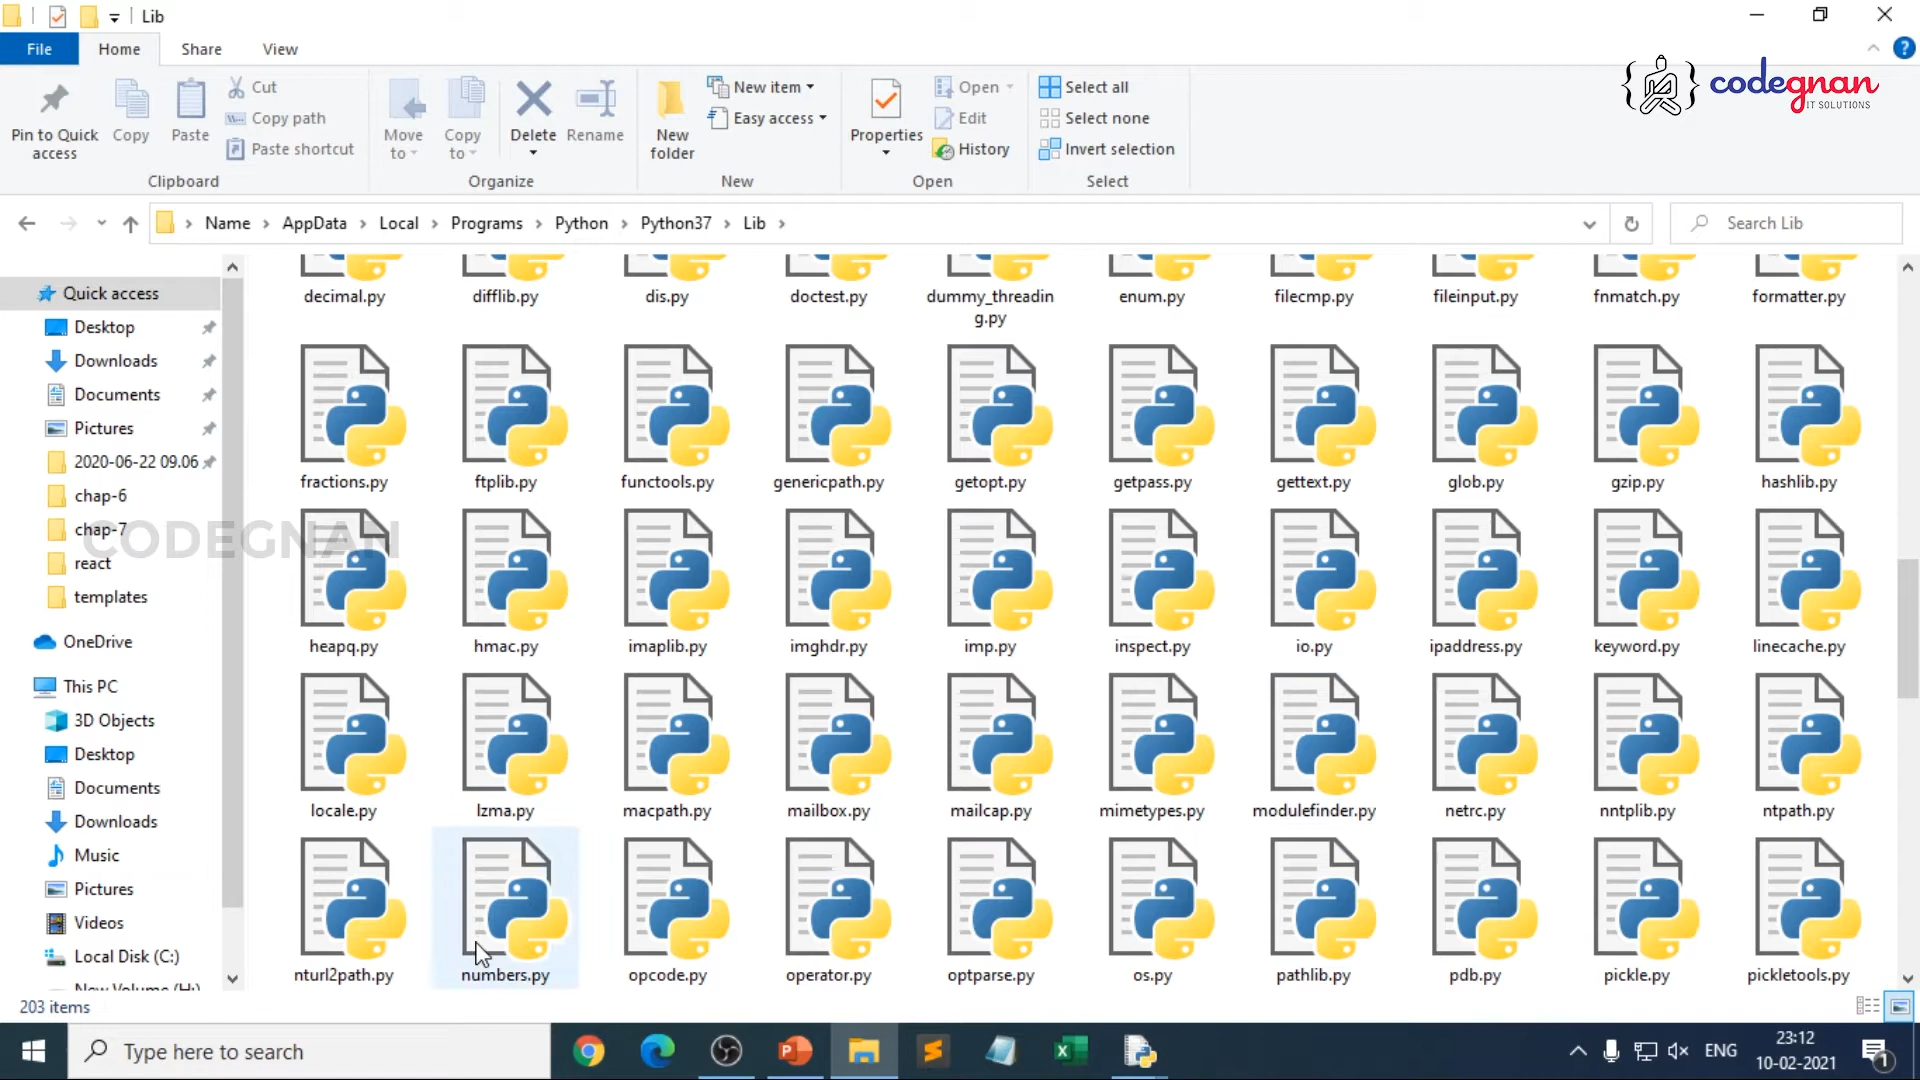 Lib
File Home Share View
Pin to Quick access
Copy
Paste
Cut
Copy path
Paste shortcut
Clipboard
Move to
Copy to
Delete
Rename
Organize
New folder
New item
Easy access
New
Properties
Open
Edit
History
Open
Select all
Select none
Invert selection
Select
codegnan
IT SOLUTIONS
Name AppData Local Programs Python Python37 Lib
Search Lib
Quick access
Desktop
Downloads
Documents
Pictures
2020-06-22 09.06
chap-6
chap-7
react
templates
OneDrive
This PC
3D Objects
Desktop
Documents
Downloads
Music
Pictures
Videos
Local Disk (C:)
New Volume (H:)
CODEGNAN
decimal.py difflib.py dis.py doctest.py dummy_threadin enum.py filecmp.py fileinput.py fnmatch.py formatter.py
g.py
fractions.py ftplib.py functools.py genericpath.py getopt.py getpass.py gettext.py glob.py gzip.py hashlib.py
heapq.py hmac.py imaplib.py imghdr.py imp.py inspect.py io.py ipaddress.py keyword.py linecache.py
locale.py lzma.py macpath.py mailbox.py mailcap.py mimetypes.py modulefinder.py netrc.py nntplib.py ntpath.py
nturl2path.py numbers.py opcode.py operator.py optparse.py os.py pathlib.py pdb.py pickle.py pickletools.py
203 items
Type here to search
ENG
23:12
10-02-2021
1